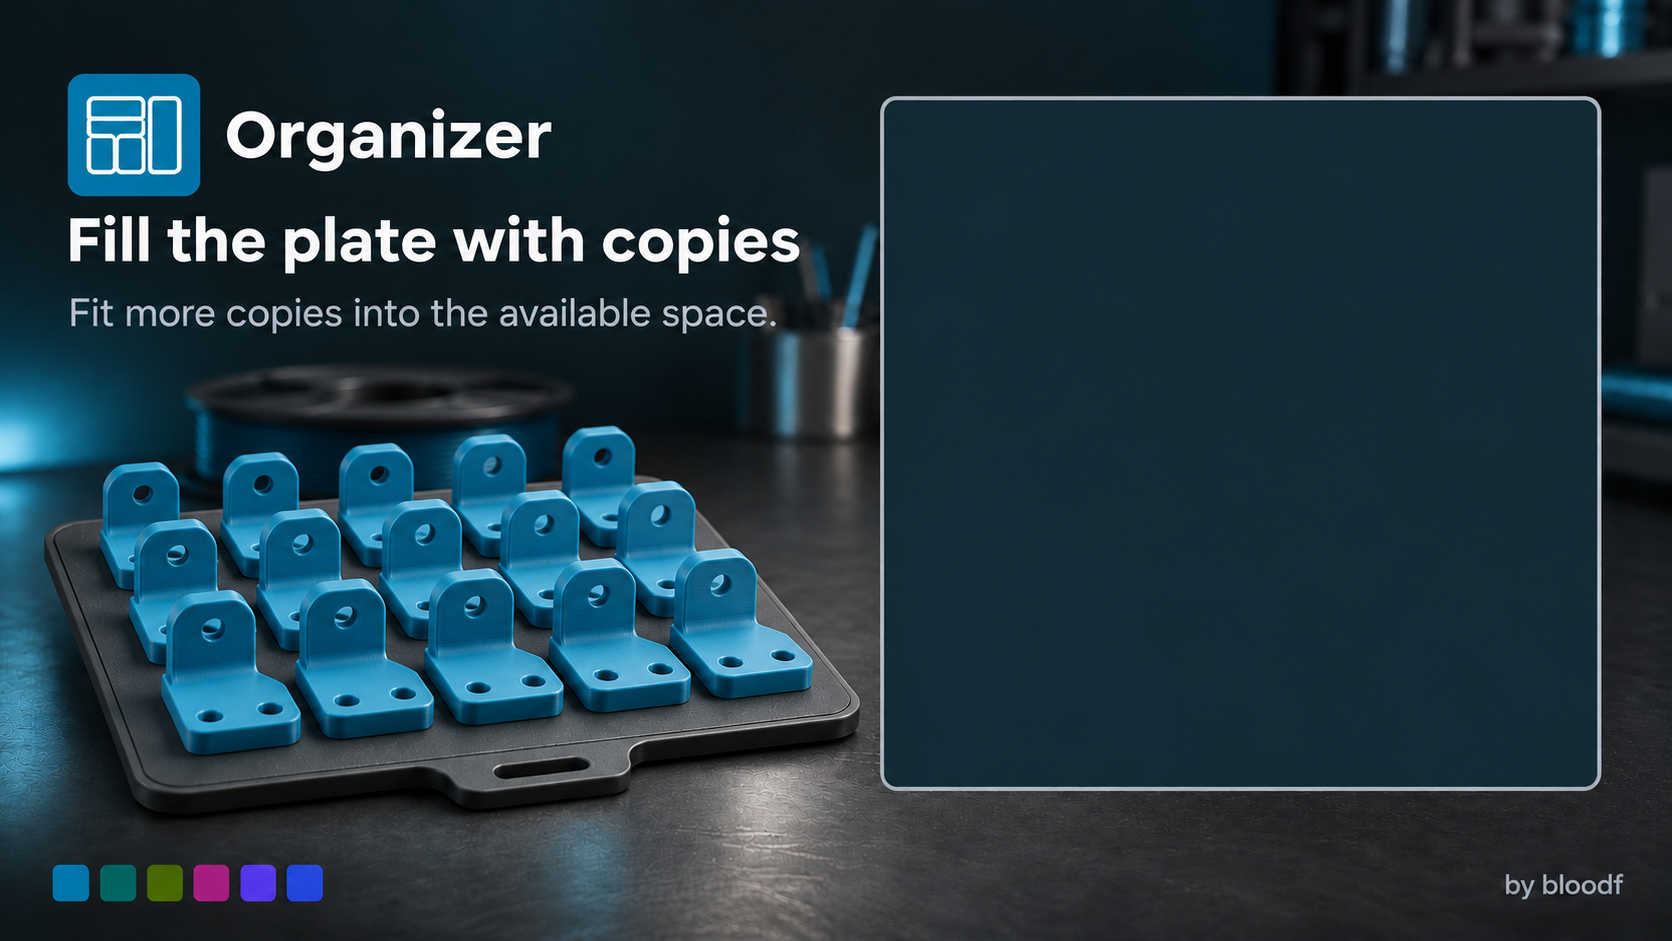 Organizer
Fill the plate with copies
Fit more copies into the available space.
by bloodf